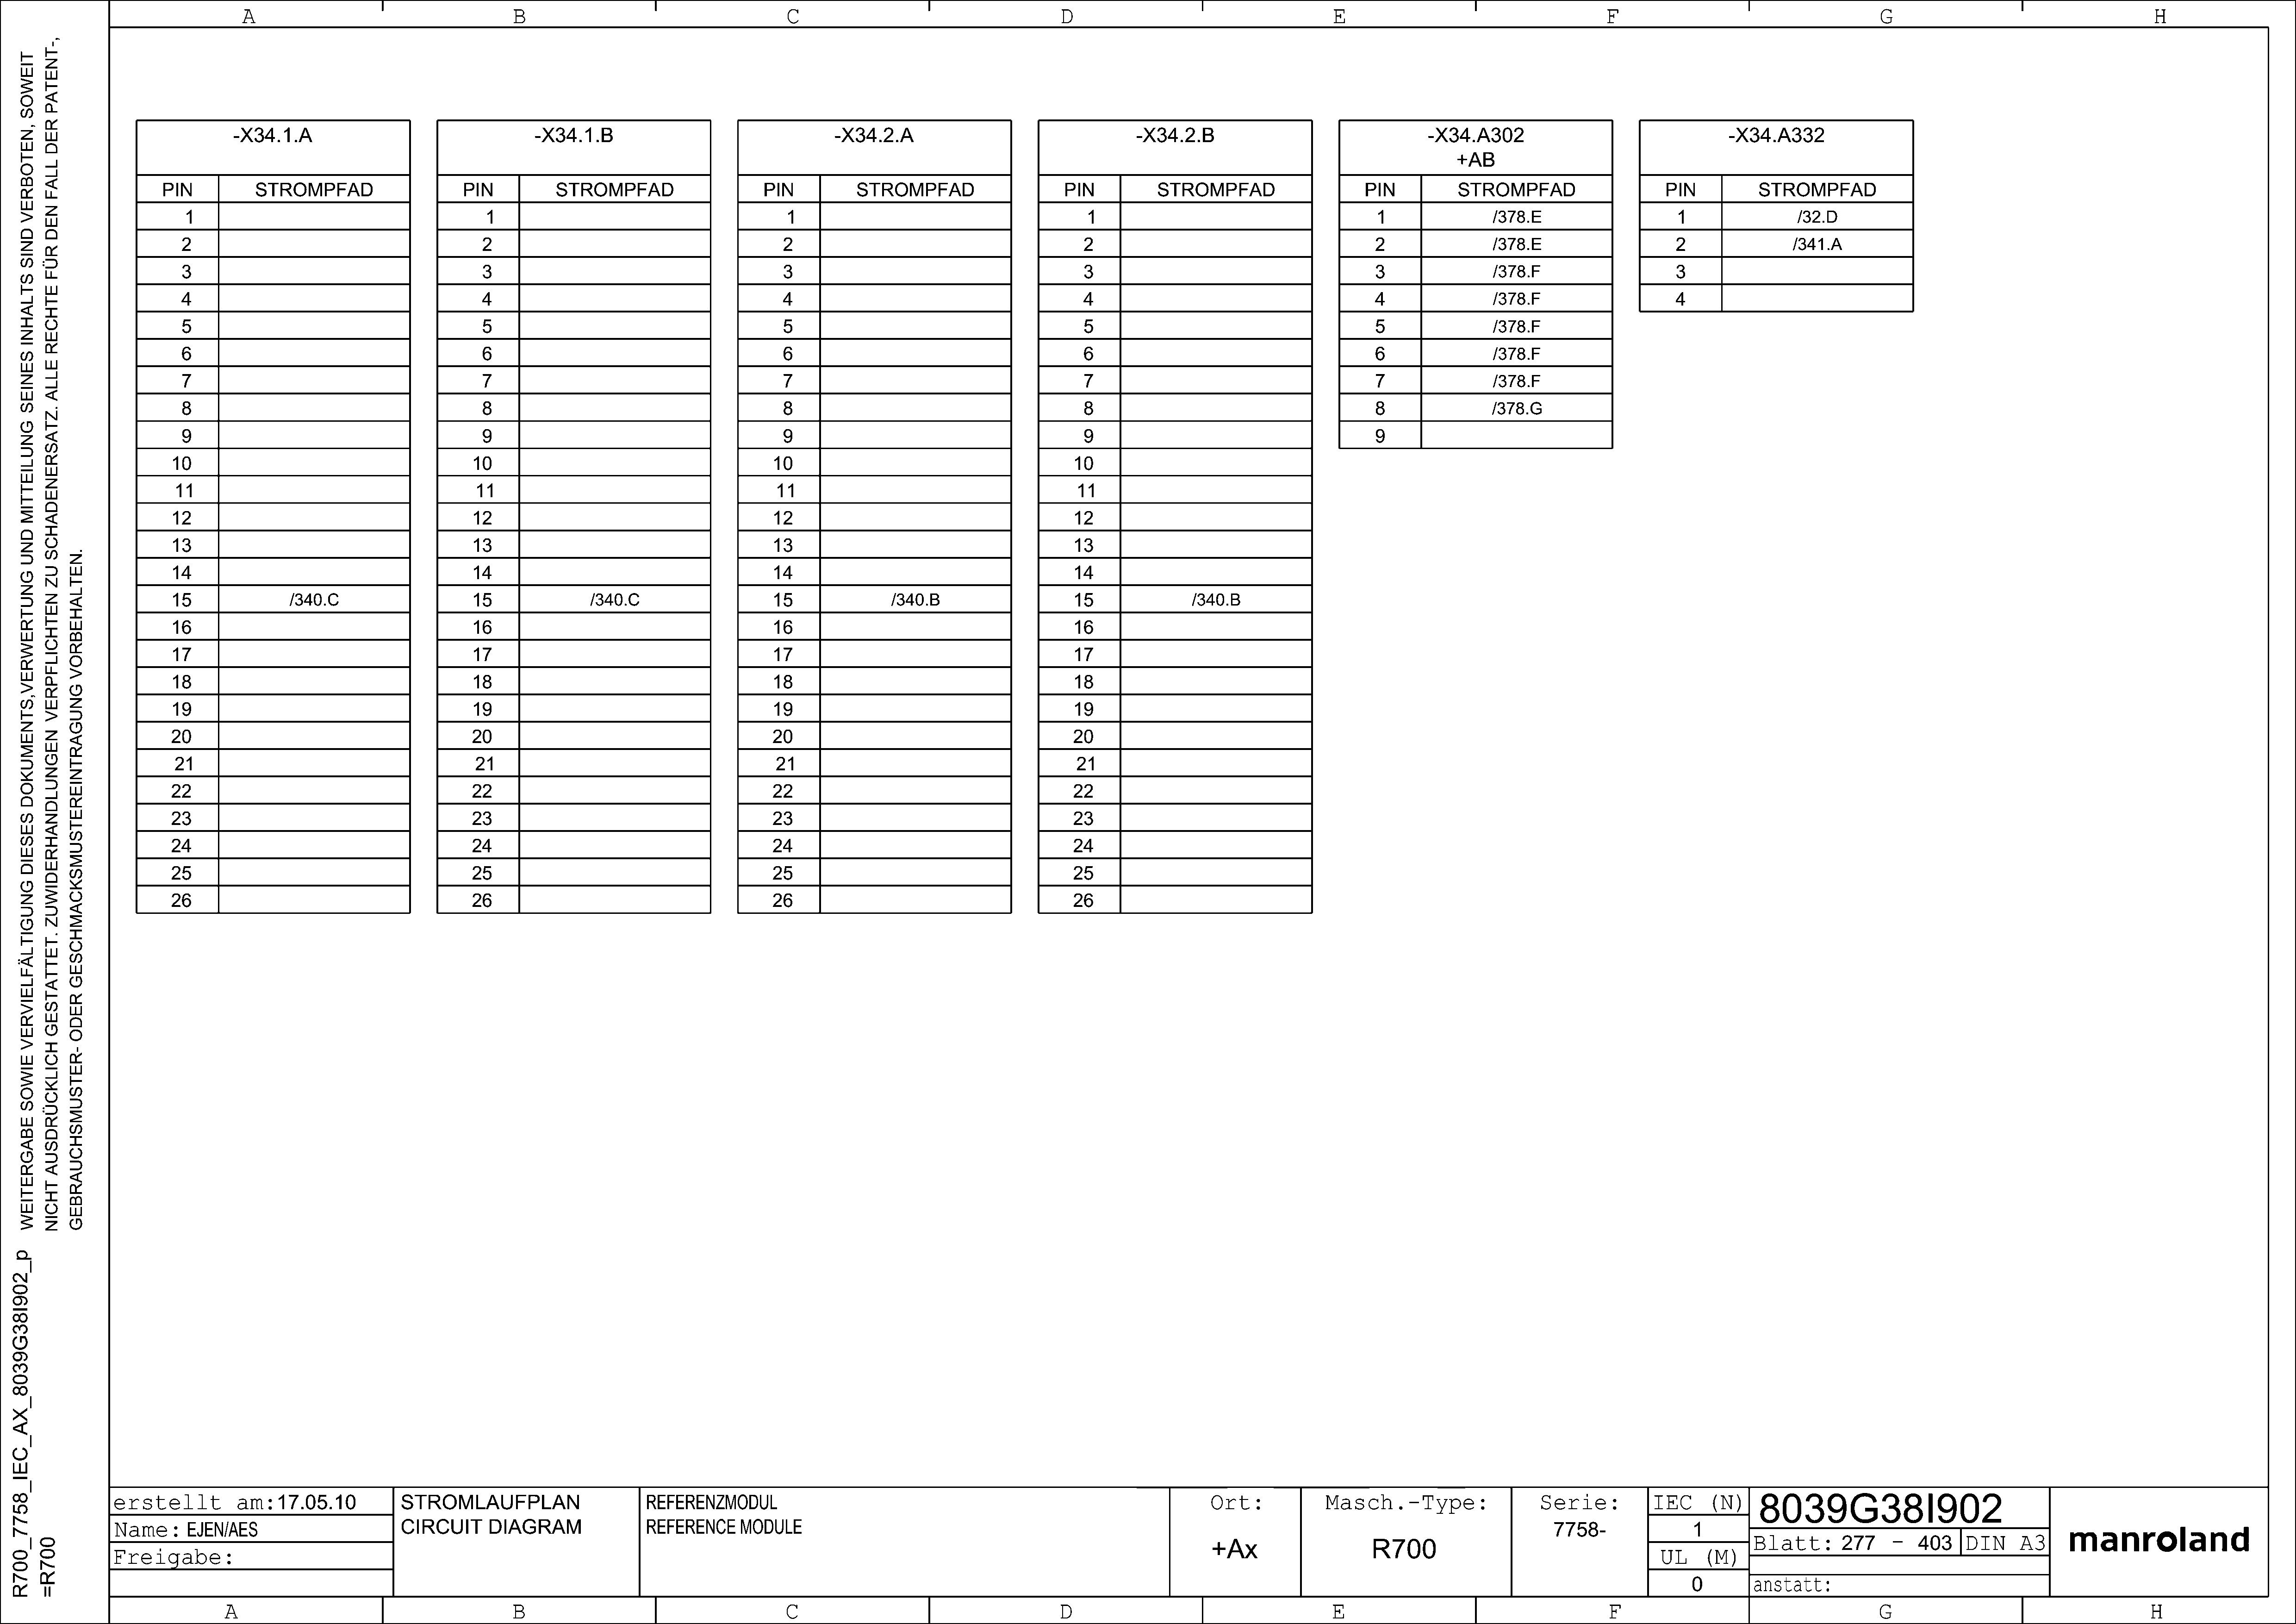 A B C D E F G H
WEITERGABE SOWIE VERVIELFÄLTIGUNG DIESES DOKUMENTS,VERWERTUNG UND MITTEILUNG SEINES INHALTS SIND VERBOTEN, SOWEIT
NICHT AUSDRÜCKLICH GESTATTET. ZUWIDERHANDLUNGEN VERPFLICHTEN ZU SCHADENERSATZ. ALLE RECHTE FÜR DEN FALL DER PATENT-,
GEBRAUCHSMUSTER- ODER GESCHMACKSMUSTEREINTRAGUNG VORBEHALTEN.
R700_7758_IEC_AX_8039G38I902_p
=R700
-X34.1.A -X34.1.B -X34.2.A -X34.2.B -X34.A302 -X34.A332
+AB
PIN STROMPFAD PIN STROMPFAD PIN STROMPFAD PIN STROMPFAD PIN STROMPFAD PIN STROMPFAD
1 1 1 1 1 /378.E 1 /32.D
2 2 2 2 2 /378.E 2 /341.A
3 3 3 3 3 /378.F 3
4 4 4 4 4 /378.F 4
5 5 5 5 5 /378.F
6 6 6 6 6 /378.F
7 7 7 7 7 /378.F
8 8 8 8 8 /378.G
9 9 9 9 9
10 10 10 10
11 11 11 11
12 12 12 12
13 13 13 13
14 14 14 14
15 /340.C 15 /340.C 15 /340.B 15 /340.B
16 16 16 16
17 17 17 17
18 18 18 18
19 19 19 19
20 20 20 20
21 21 21 21
22 22 22 22
23 23 23 23
24 24 24 24
25 25 25 25
26 26 26 26
erstellt am:17.05.10
Name: EJEN/AES
Freigabe:
STROMLAUFPLAN
CIRCUIT DIAGRAM
REFERENZMODUL
REFERENCE MODULE
Ort:
+Ax
Masch.-Type:
R700
Serie:
7758-
IEC (N)
1
UL (M)
0
8039G38I902
Blatt: 277 - 403 DIN A3
anstatt:
manroland
A B C D E F G H